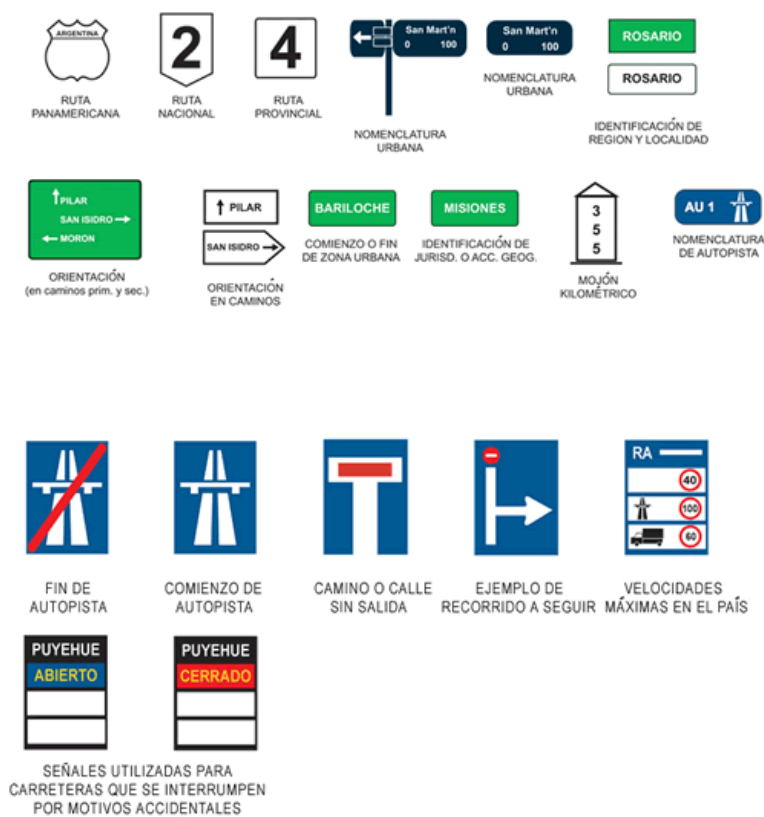 ARGENTINA
RUTA
PANAMERICANA
2
RUTA
NACIONAL
4
RUTA
PROVINCIAL
San Mart'n
0 100
NOMENCLATURA
URBANA
San Mart'n
0 100
NOMENCLATURA
URBANA
ROSARIO
ROSARIO
IDENTIFICACIÓN DE
REGION Y LOCALIDAD
PILAR
SAN ISIDRO
MORON
ORIENTACIÓN
(en caminos prim. y sec.)
PILAR
SAN ISIDRO
ORIENTACIÓN
EN CAMINOS
BARILOCHE
COMIENZO O FIN
DE ZONA URBANA
MISIONES
IDENTIFICACIÓN DE
JURISD. O ACC. GEOG.
3
5
5
MOJÓN
KILOMÉTRICO
AU 1
NOMENCLATURA
DE AUTOPISTA
FIN DE
AUTOPISTA
COMIENZO DE
AUTOPISTA
CAMINO O CALLE
SIN SALIDA
EJEMPLO DE
RECORRIDO A SEGUIR
RA
40
100
60
VELOCIDADES
MÁXIMAS EN EL PAÍS
PUYEHUE
ABIERTO
PUYEHUE
CERRADO
SEÑALES UTILIZADAS PARA
CARRETERAS QUE SE INTERRUMPEN
POR MOTIVOS ACCIDENTALES